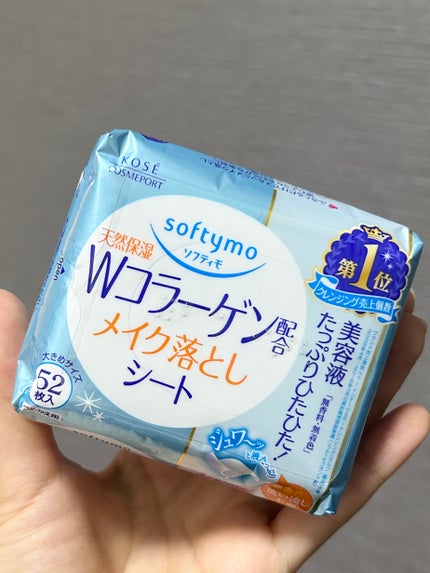 KOSÉ
COSMEPORT
softymo
ソフティモ
天然保湿
Wコラーゲン配合
メイク落とし
シート
大きめサイズ
52
枚入
第1位
クレンジング売上個数
美容液
たっぷりひたひた!
「無香料・無着色」
シュワ〜ッ
open
softymo